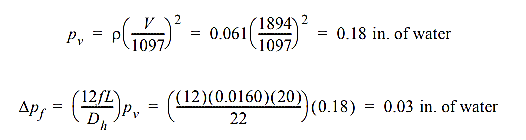 p_v = ρ(V/1097)² = 0.061(1894/1097)² = 0.18 in. of water
Δp_f = (12fL/D_h)p_v = ((12)(0.0160)(20)/22)(0.18) = 0.03 in. of water